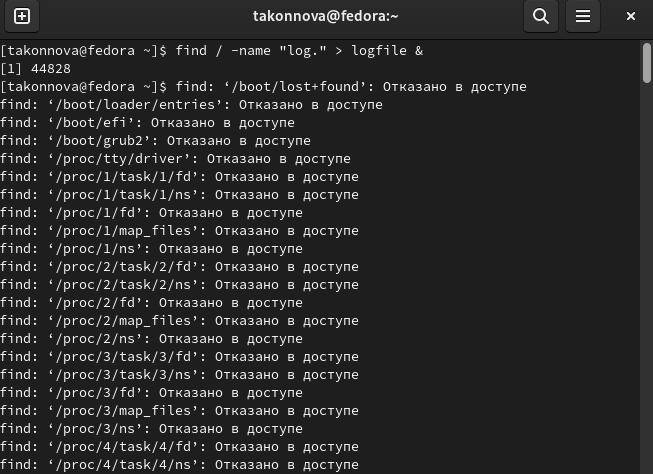 takonnova@fedora:~
[takonnova@fedora ~]$ find / -name "log." > logfile &
[1] 44828
[takonnova@fedora ~]$ find: ‘/boot/lost+found’: Отказано в доступе
find: ‘/boot/loader/entries’: Отказано в доступе
find: ‘/boot/efi’: Отказано в доступе
find: ‘/boot/grub2’: Отказано в доступе
find: ‘/proc/tty/driver’: Отказано в доступе
find: ‘/proc/1/task/1/fd’: Отказано в доступе
find: ‘/proc/1/task/1/ns’: Отказано в доступе
find: ‘/proc/1/fd’: Отказано в доступе
find: ‘/proc/1/map_files’: Отказано в доступе
find: ‘/proc/1/ns’: Отказано в доступе
find: ‘/proc/2/task/2/fd’: Отказано в доступе
find: ‘/proc/2/task/2/ns’: Отказано в доступе
find: ‘/proc/2/fd’: Отказано в доступе
find: ‘/proc/2/map_files’: Отказано в доступе
find: ‘/proc/2/ns’: Отказано в доступе
find: ‘/proc/3/task/3/fd’: Отказано в доступе
find: ‘/proc/3/task/3/ns’: Отказано в доступе
find: ‘/proc/3/fd’: Отказано в доступе
find: ‘/proc/3/map_files’: Отказано в доступе
find: ‘/proc/3/ns’: Отказано в доступе
find: ‘/proc/4/task/4/fd’: Отказано в доступе
find: ‘/proc/4/task/4/ns’: Отказано в доступе